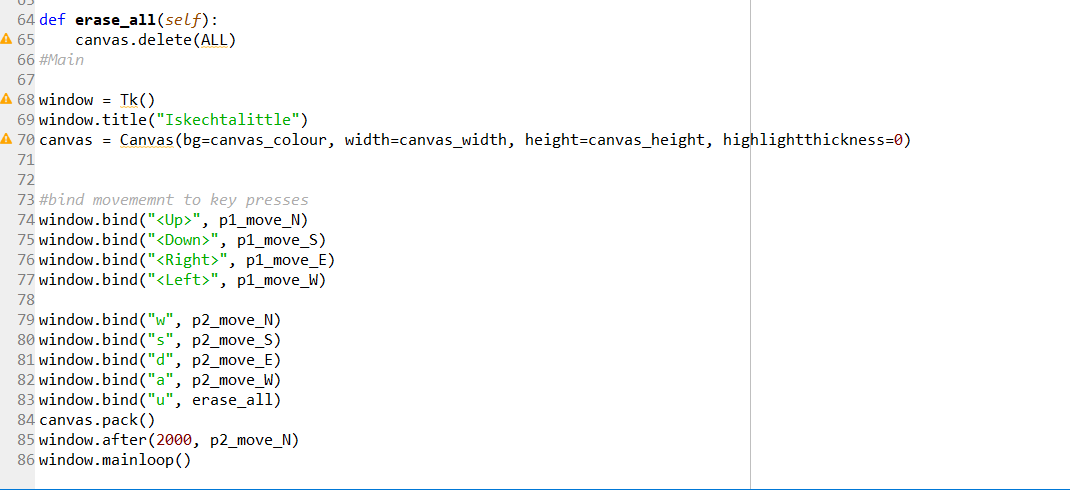 64 def erase_all(self):
65 canvas.delete(ALL)
66 #Main
67
68 window = Tk()
69 window.title("Iskechtalittle")
70 canvas = Canvas(bg=canvas_colour, width=canvas_width, height=canvas_height, highlightthickness=0)
71
72
73 #bind movememnt to key presses
74 window.bind("<Up>", p1_move_N)
75 window.bind("<Down>", p1_move_S)
76 window.bind("<Right>", p1_move_E)
77 window.bind("<Left>", p1_move_W)
78
79 window.bind("w", p2_move_N)
80 window.bind("s", p2_move_S)
81 window.bind("d", p2_move_E)
82 window.bind("a", p2_move_W)
83 window.bind("u", erase_all)
84 canvas.pack()
85 window.after(2000, p2_move_N)
86 window.mainloop()